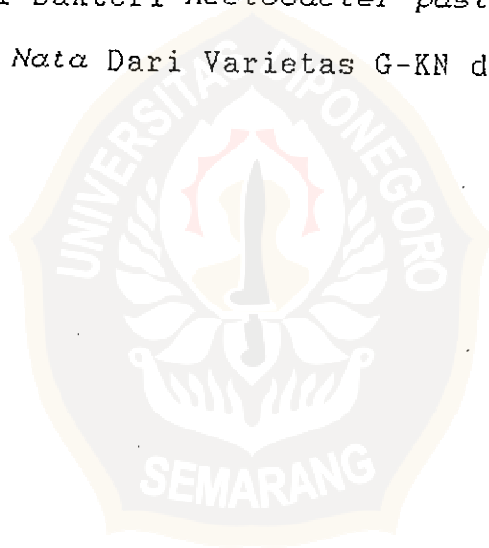 Bakteri Acetobacter past
Nata Dari Varietas G-KN d
UNIVERSITAS DIPONEGORO
SEMARANG